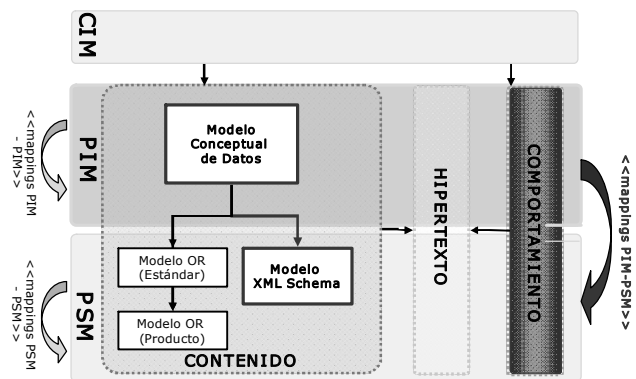 CIM
PIM
PSM
<<mappings PIM
- PIM>>
<<mappings PSM
- PSM>>
Modelo
Conceptual
de Datos
Modelo OR
(Estándar)
Modelo
XML Schema
Modelo OR
(Producto)
CONTENIDO
HIPERTEXTO
COMPORTAMIENTO
<<mappings PIM-PSM>>